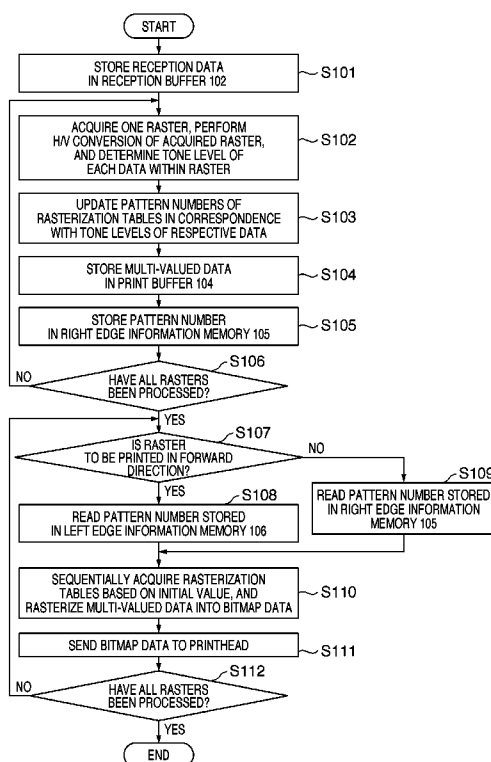 START
STORE RECEPTION DATA
IN RECEPTION BUFFER 102
S101
ACQUIRE ONE RASTER, PERFORM
H/V CONVERSION OF ACQUIRED RASTER,
AND DETERMINE TONE LEVEL OF
EACH DATA WITHIN RASTER
S102
UPDATE PATTERN NUMBERS OF
RASTERIZATION TABLES IN CORRESPONDENCE
WITH TONE LEVELS OF RESPECTIVE DATA
S103
STORE MULTI-VALUED DATA
IN PRINT BUFFER 104
S104
STORE PATTERN NUMBER
IN RIGHT EDGE INFORMATION MEMORY 105
S105
S106
NO
HAVE ALL RASTERS
BEEN PROCESSED?
YES
S107
IS RASTER
TO BE PRINTED IN FORWARD
DIRECTION?
NO
YES
S108
READ PATTERN NUMBER STORED
IN LEFT EDGE INFORMATION MEMORY 106
S109
READ PATTERN NUMBER STORED
IN RIGHT EDGE INFORMATION
MEMORY 105
SEQUENTIALLY ACQUIRE RASTERIZATION
TABLES BASED ON INITIAL VALUE, AND
RASTERIZE MULTI-VALUED DATA INTO BITMAP DATA
S110
SEND BITMAP DATA TO PRINTHEAD
S111
S112
NO
HAVE ALL RASTERS
BEEN PROCESSED?
YES
END